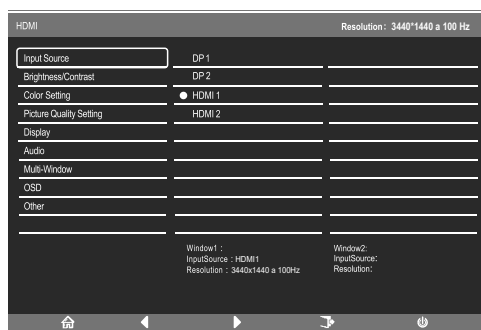 HDMI
Resolution: 3440*1440 a 100 Hz
Input Source
DP 1
Brightness/Contrast
DP 2
Color Setting
HDMI 1
Picture Quality Setting
HDMI 2
Display
Audio
Multi-Window
OSD
Other
Window1 :
InputSource : HDMI1
Resolution : 3440x1440 a 100Hz
Window2:
InputSource:
Resolution: